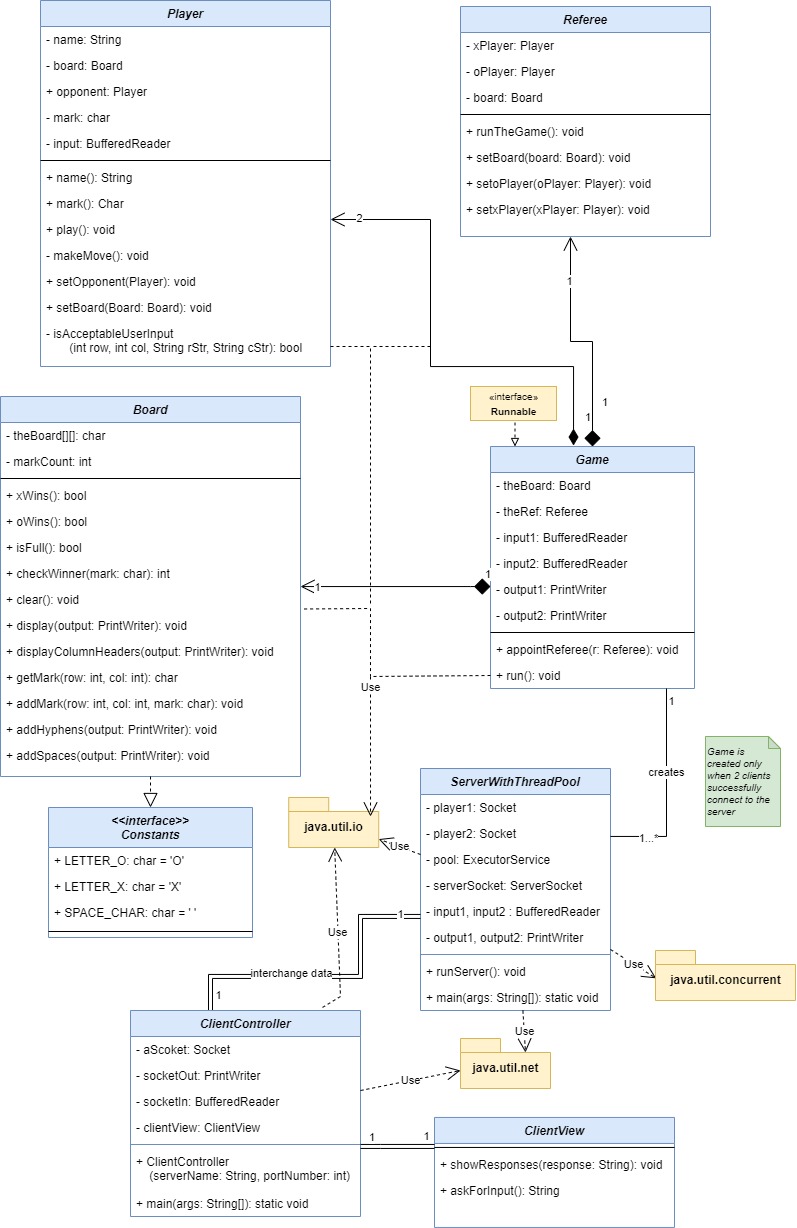 Player
- name: String
- board: Board
+ opponent: Player
- mark: char
- input: BufferedReader
+ name(): String
+ mark(): Char
+ play(): void
- makeMove(): void
+ setOpponent(Player): void
+ setBoard(Board: Board): void
- isAcceptableUserInput
(int row, int col, String rStr, String cStr): bool
Referee
- xPlayer: Player
- oPlayer: Player
- board: Board
+ runTheGame(): void
+ setBoard(board: Board): void
+ setoPlayer(oPlayer: Player): void
+ setxPlayer(xPlayer: Player): void
2
1
1
1
«interface»
Runnable
Board
- theBoard[][]: char
- markCount: int
+ xWins(): bool
+ oWins(): bool
+ isFull(): bool
+ checkWinner(mark: char): int
+ clear(): void
+ display(output: PrintWriter): void
+ displayColumnHeaders(output: PrintWriter): void
+ getMark(row: int, col: int): char
+ addMark(row: int, col: int, mark: char): void
+ addHyphens(output: PrintWriter): void
+ addSpaces(output: PrintWriter): void
1
1
Game
- theBoard: Board
- theRef: Referee
- input1: BufferedReader
- input2: BufferedReader
- output1: PrintWriter
- output2: PrintWriter
+ appointReferee(r: Referee): void
+ run(): void
Use
1
creates
1...*
Game is
created only
when 2 clients
successfully
connect to the
server
<<interface>>
Constants
+ LETTER_O: char = 'O'
+ LETTER_X: char = 'X'
+ SPACE_CHAR: char = ' '
java.util.io
Use
Use
ServerWithThreadPool
- player1: Socket
- player2: Socket
- pool: ExecutorService
- serverSocket: ServerSocket
- input1, input2 : BufferedReader
- output1, output2: PrintWriter
+ runServer(): void
+ main(args: String[]): static void
1
interchange data
1
Use
java.util.concurrent
Use
java.util.net
Use
ClientController
- aScoket: Socket
- socketOut: PrintWriter
- socketIn: BufferedReader
- clientView: ClientView
+ ClientController
(serverName: String, portNumber: int)
+ main(args: String[]): static void
1
1
ClientView
+ showResponses(response: String): void
+ askForInput(): String